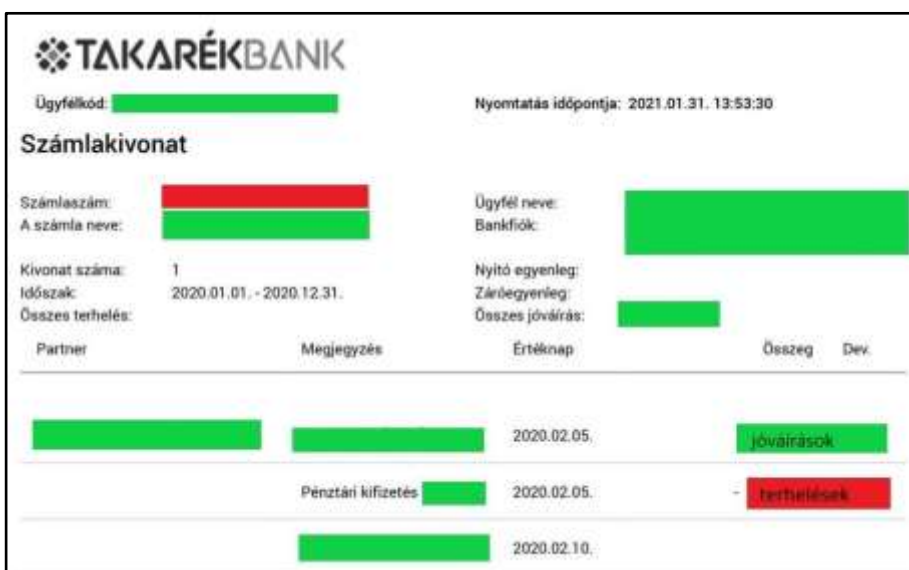 TAKARÉKBANK
Ügyfélkód: Nyomtatás időpontja: 2021.01.31. 13:53:30
Számlakivonat
Számlaszám: Ügyfél neve:
A számla neve: Bankfiók:
Kivonat száma: 1 Nyitó egyenleg:
Időszak: 2020.01.01. - 2020.12.31. Záróegyenleg:
Összes terhelés: Összes jóváírás:
Partner Megjegyzés Értéknap Összeg Dev.
2020.02.05. jóváírások
Pénztári kifizetés 2020.02.05. - terhelések
2020.02.10.